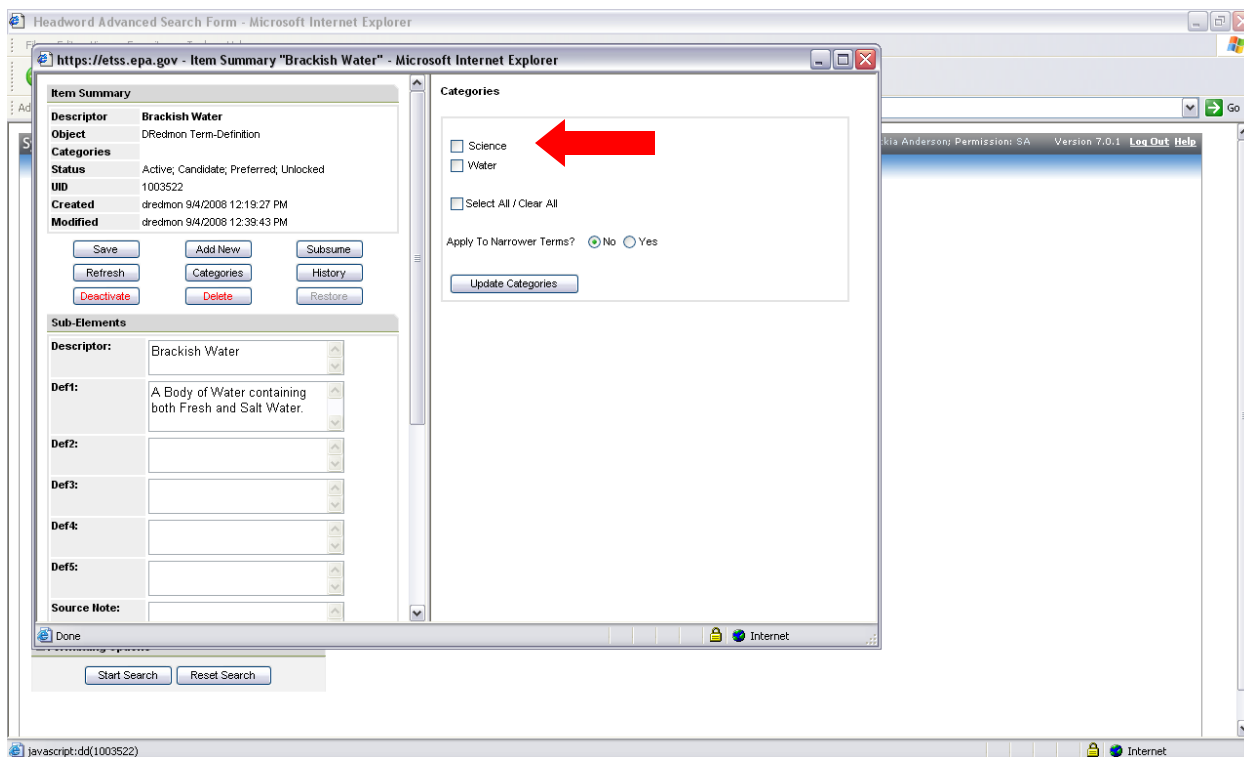 Headword Advanced Search Form - Microsoft Internet Explorer
https://etss.epa.gov - Item Summary "Brackish Water" - Microsoft Internet Explorer
Go
kia Anderson; Permission: SA Version 7.0.1 Log Out Help
Item Summary
Descriptor Brackish Water
Object DRedmon Term-Definition
Categories
Status Active; Candidate; Preferred; Unlocked
UID 1003522
Created dredmon 9/4/2008 12:19:27 PM
Modified dredmon 9/4/2008 12:39:43 PM
Save Add New Subsume
Refresh Categories History
Deactivate Delete Restore
Sub-Elements
Descriptor: Brackish Water
Def1: A Body of Water containing
both Fresh and Salt Water.
Def2:
Def3:
Def4:
Def5:
Source Note:
Categories
Science
Water
Select All / Clear All
Apply To Narrower Terms? No Yes
Update Categories
Done Internet
Start Search Reset Search
javascript:dd(1003522) Internet